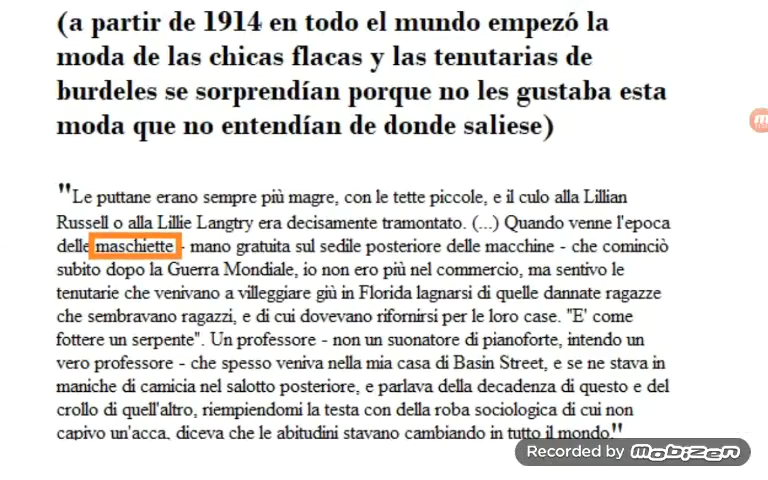 (a partir de 1914 en todo el mundo empezó la
moda de las chicas flacas y las tenutarias de
burdeles se sorprendían porque no les gustaba esta
moda que no entendían de donde saliese)
"Le puttane erano sempre più magre, con le tette piccole, e il culo alla Lillian
Russell o alla Lillie Langtry era decisamente tramontato. (...) Quando venne l'epoca
delle maschiette - mano gratuita sul sedile posteriore delle macchine - che cominciò
subito dopo la Guerra Mondiale, io non ero più nel commercio, ma sentivo le
tenutarie che venivano a villeggiare giù in Florida lagnarsi di quelle dannate ragazze
che sembravano ragazzi, e di cui dovevano rifornirsi per le loro case. "E' come
fottere un serpente". Un professore - non un suonatore di pianoforte, intendo un
vero professore - che spesso veniva nella mia casa di Basin Street, e se ne stava in
maniche di camicia nel salotto posteriore, e parlava della decadenza di questo e del
crollo di quell'altro, riempiendomi la testa con della roba sociologica di cui non
capivo un'acca, diceva che le abitudini stavano cambiando in tutto il mondo."
Recorded by Mobizen